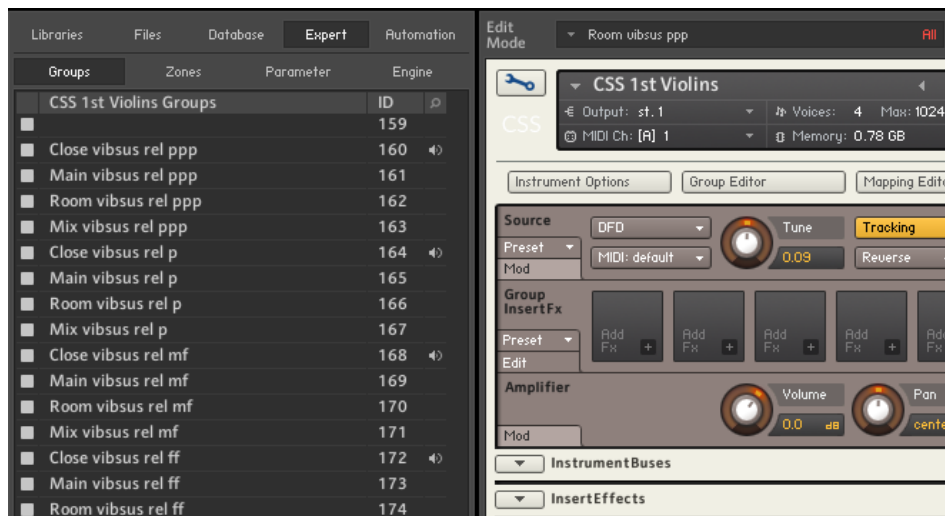 Libraries Files Database Expert Automation
Groups Zones Parameter Engine
CSS 1st Violins Groups ID
159
Close vibsus rel ppp 160
Main vibsus rel ppp 161
Room vibsus rel ppp 162
Mix vibsus rel ppp 163
Close vibsus rel p 164
Main vibsus rel p 165
Room vibsus rel p 166
Mix vibsus rel p 167
Close vibsus rel mf 168
Main vibsus rel mf 169
Room vibsus rel mf 170
Mix vibsus rel mf 171
Close vibsus rel ff 172
Main vibsus rel ff 173
Room vibsus rel ff 174
Edit Mode Room vibsus ppp All
CSS
CSS 1st Violins
Output: st.1 Voices: 4 Max: 1024
MIDI Ch: [A] 1 Memory: 0.78 GB
Instrument Options Group Editor Mapping Edit
Source DFD Tune Tracking
Preset MIDI: default 0.09 Reverse
Mod
Group
InsertFx
Preset Add Fx + Add Fx + Add Fx + Add Fx + Add
Edit
Amplifier Volume Pan
0.0 dB cente
Mod
InstrumentBuses
InsertEffects